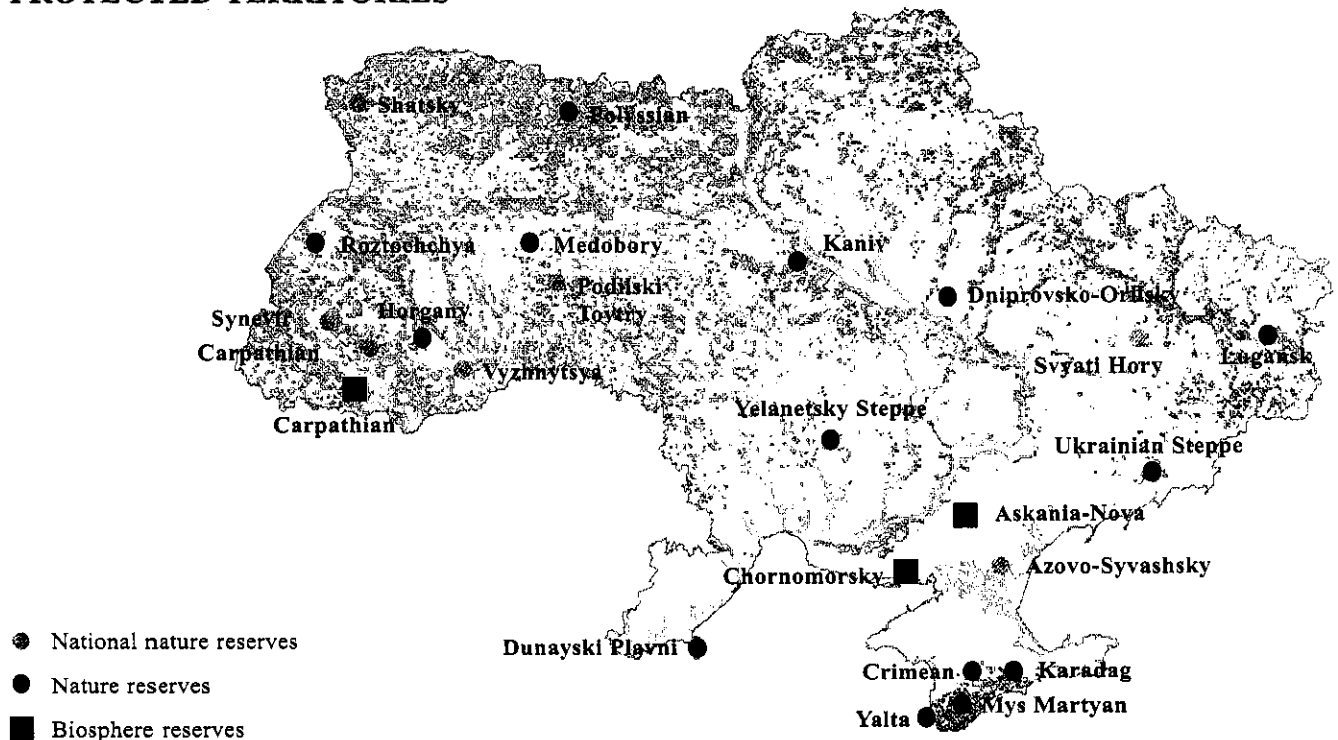 PROTECTED TERRITORIES
Shatsky
Polissian
Roztochchya
Medobory
Kaniv
Podilski
Tovtry
Dniprovsko-Orilsky
Synevir
Horgany
Carpathian
Vyzhnytsya
Svyati Hory
Lugansk
Carpathian
Yelanetsky Steppe
Ukrainian Steppe
Askania-Nova
Chornomorsky
Azovo-Syvashsky
Dunayski Plavni
Crimean
Karadag
Mys Martyan
Yalta
National nature reserves
Nature reserves
Biosphere reserves